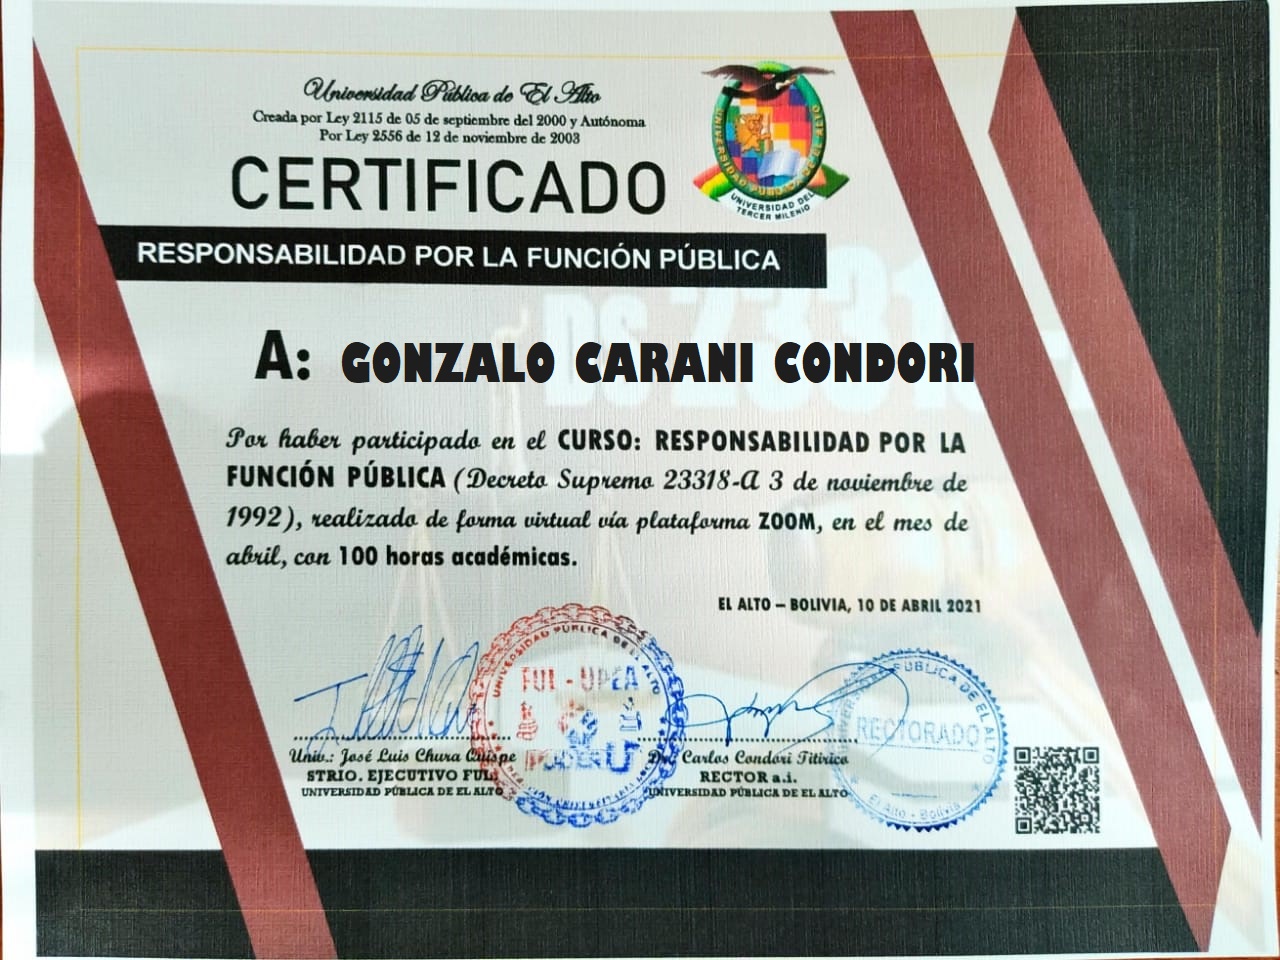 Universidad Pública de El Alto
Creada por Ley 2115 de 05 de septiembre del 2000 y Autónoma
Por Ley 2556 de 12 de noviembre de 2003
CERTIFICADO
UNIVERSIDAD PUBLICA DE EL ALTO
UNIVERSIDAD DEL
TERCER MILENIO
RESPONSABILIDAD POR LA FUNCIÓN PÚBLICA
DS 2331
A: GONZALO CARANI CONDORI
Por haber participado en el CURSO: RESPONSABILIDAD POR LA
FUNCIÓN PÚBLICA (Decreto Supremo 23318-A 3 de noviembre de
1992), realizado de forma virtual vía plataforma ZOOM, en el mes de
abril, con 100 horas académicas.
EL ALTO – BOLIVIA, 10 DE ABRIL 2021
UNIVERSIDAD PÚBLICA DE EL ALTO
FUL - UPEA
PÚBLICA DE EL ALTO
RECTORADO
El Alto - Bolivia
Univ.: José Luis Chura Quispe
STRIO. EJECUTIVO FUL
UNIVERSIDAD PÚBLICA DE EL ALTO
Dr. Carlos Condori Titirico
RECTOR a.i.
UNIVERSIDAD PÚBLICA DE EL ALTO